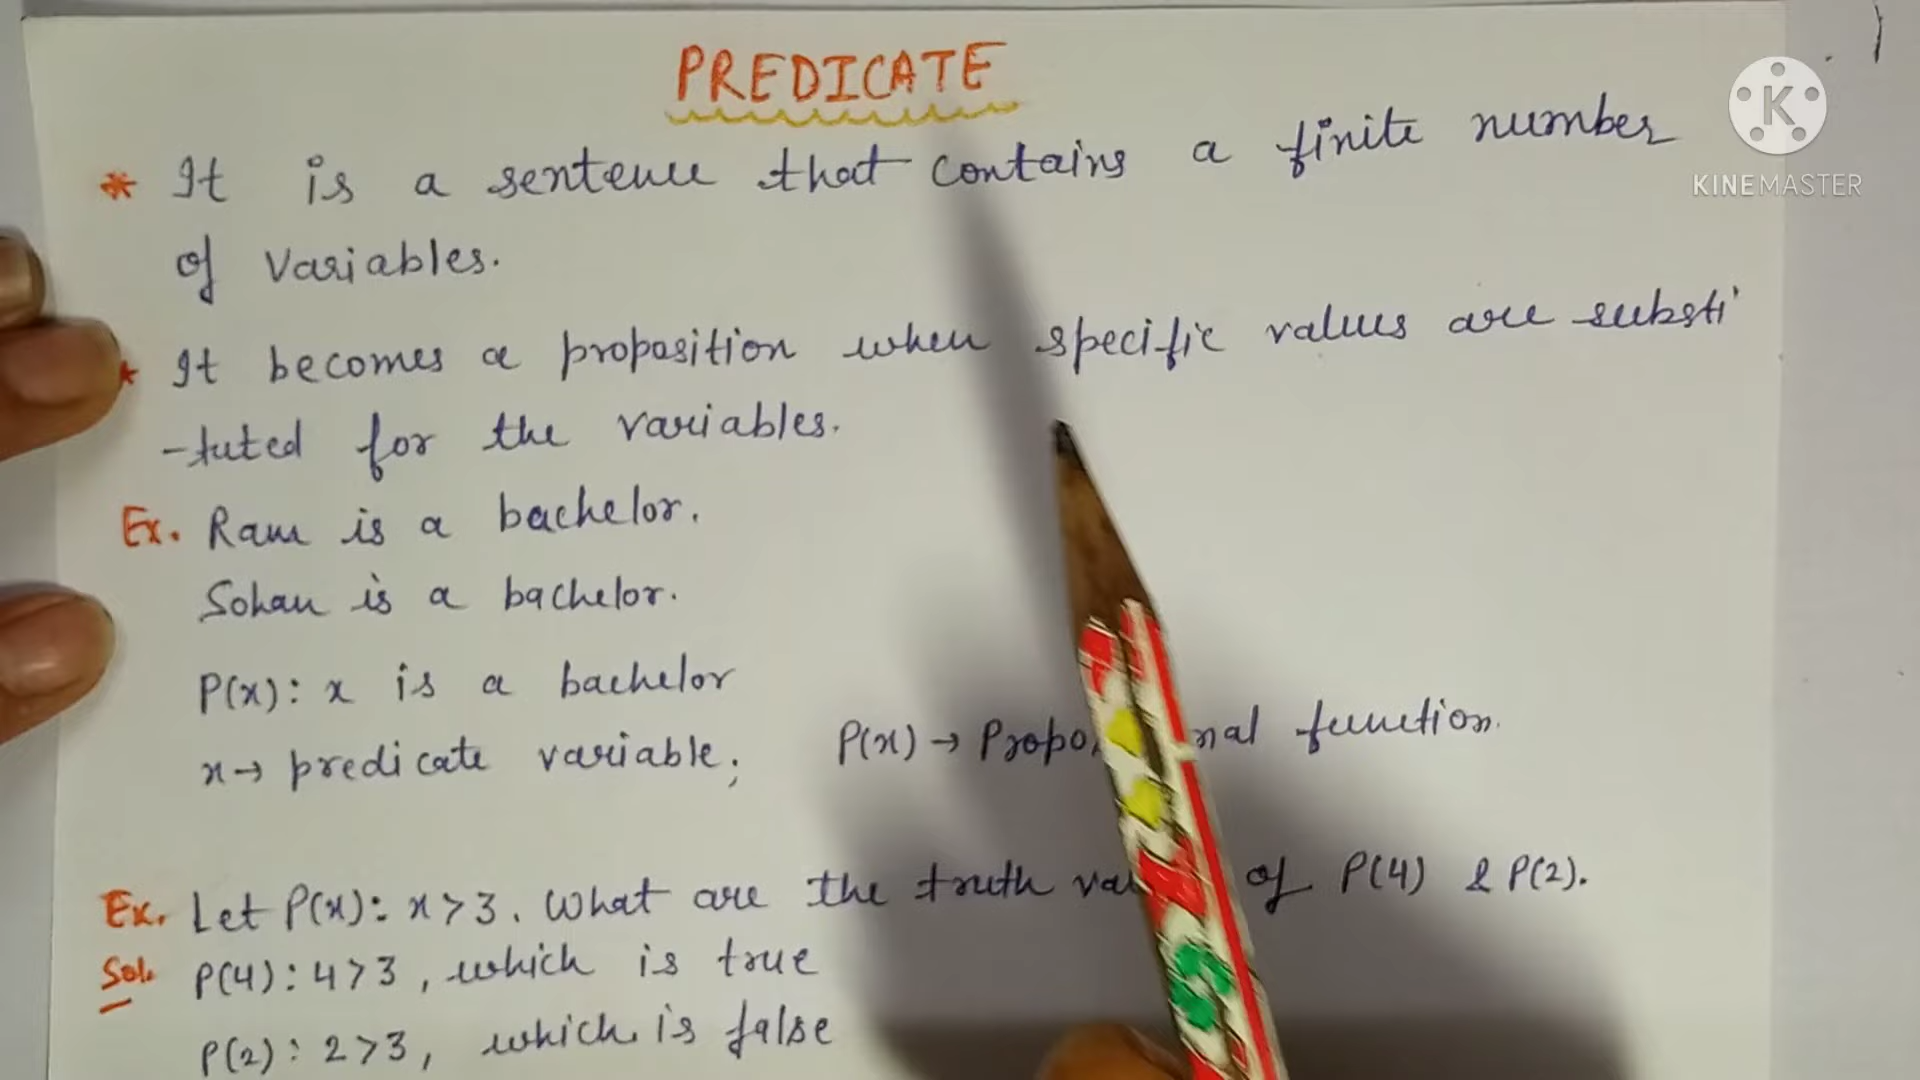 PREDICATE
* It is a sentence that contains a finite number
of variables.
* It becomes a proposition when specific values are substi
-tuted for the variables.
Ex. Ram is a bachelor.
Sohan is a bachelor.
P(x): x is a bachelor
x → predicate variable; P(x) → Propo nal function.
Ex. Let P(x): x > 3. What are the truth va of P(4) & P(2).
Sol. P(4): 4 > 3, which is true
P(2): 2 > 3, which is false
K
KINEMASTER